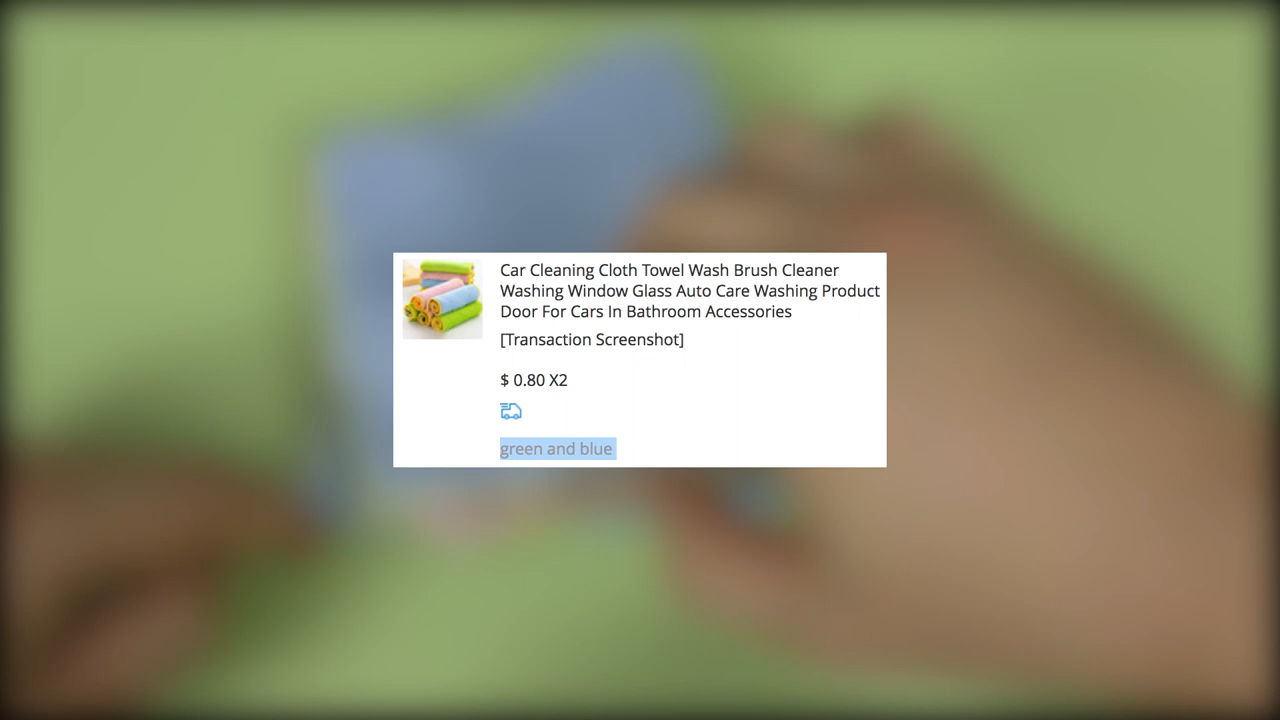 Car Cleaning Cloth Towel Wash Brush Cleaner
Washing Window Glass Auto Care Washing Product
Door For Cars In Bathroom Accessories
[Transaction Screenshot]
$ 0.80 X2
green and blue